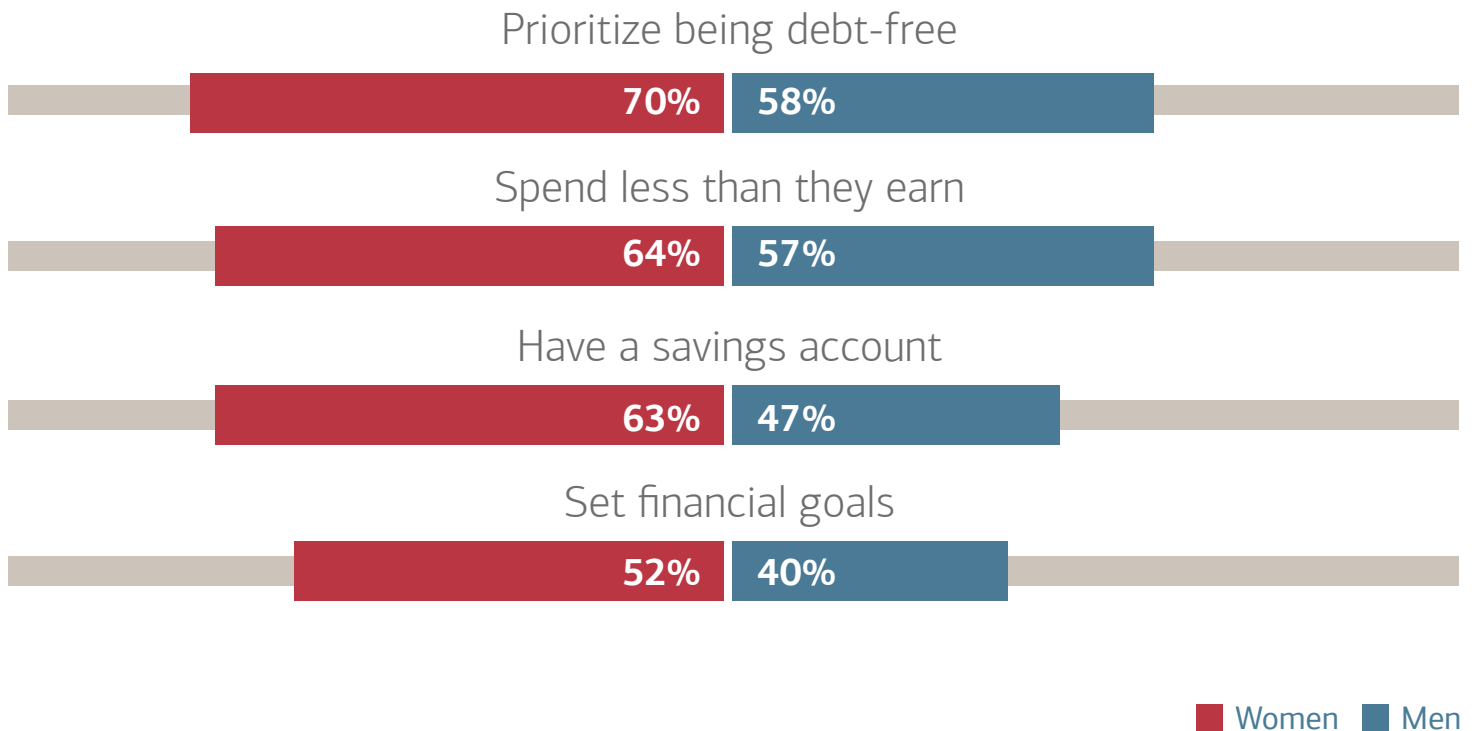 Prioritize being debt-free
70% 58%
Spend less than they earn
64% 57%
Have a savings account
63% 47%
Set financial goals
52% 40%
Women Men